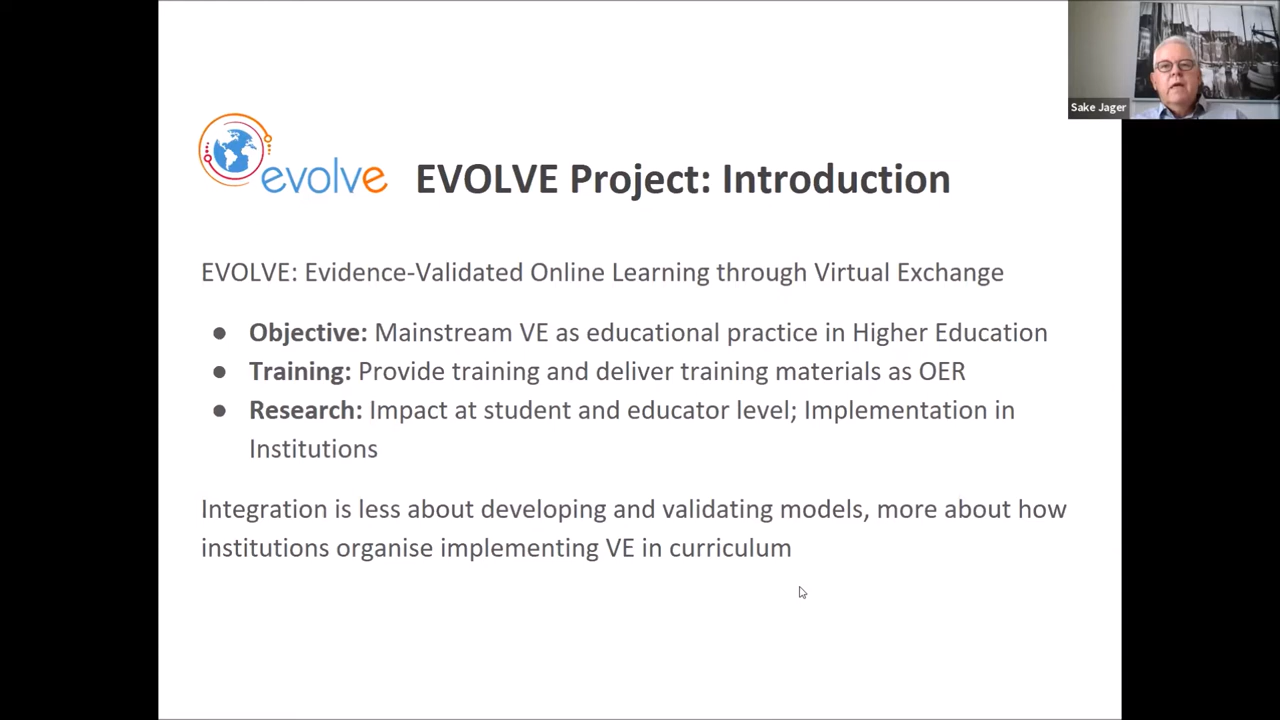 Sake Jager
evolve
EVOLVE Project: Introduction
EVOLVE: Evidence-Validated Online Learning through Virtual Exchange
● Objective: Mainstream VE as educational practice in Higher Education
● Training: Provide training and deliver training materials as OER
● Research: Impact at student and educator level; Implementation in
Institutions
Integration is less about developing and validating models, more about how
institutions organise implementing VE in curriculum